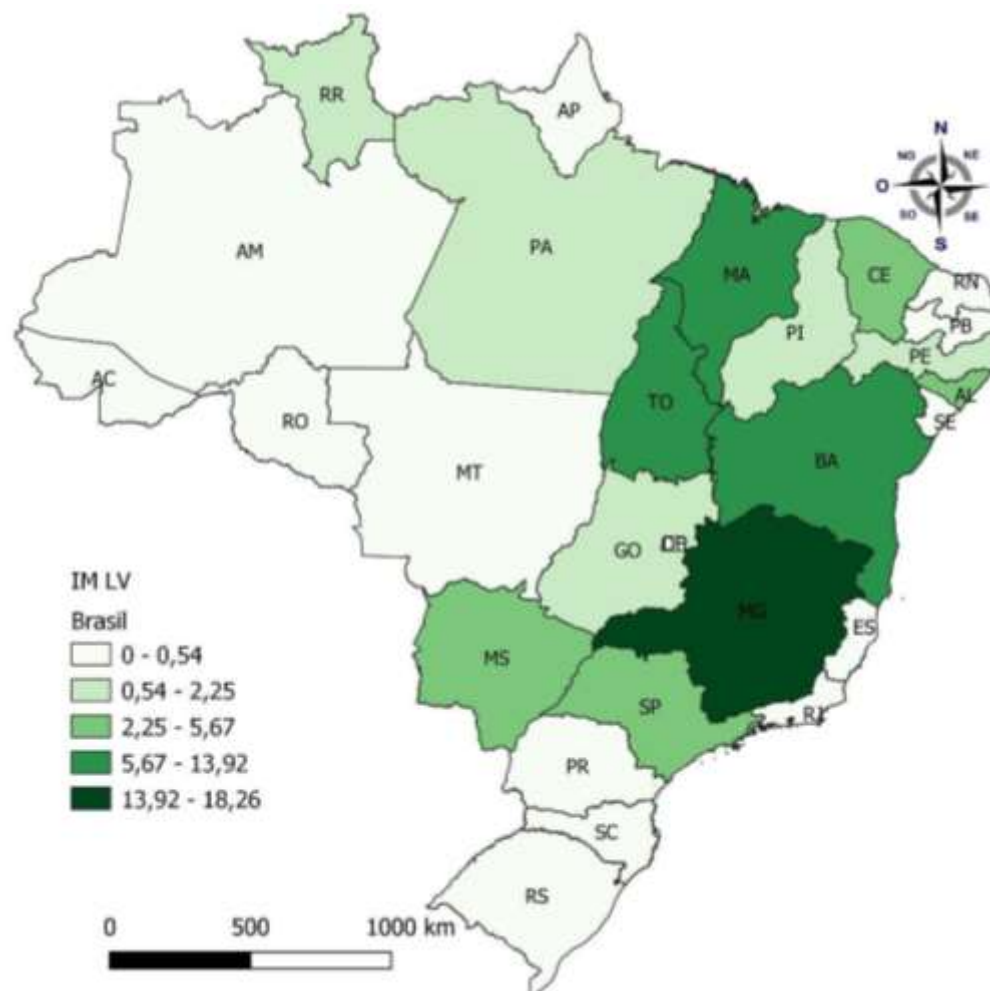 RR
AP
N
NO
NE
O
SO
SE
S
AM
PA
MA
CE
RN
PB
PI
PE
AC
AL
TO
SE
RO
BA
MT
GO
MG
ES
IM LV
Brasil
0 - 0,54
0,54 - 2,25
2,25 - 5,67
5,67 - 13,92
13,92 - 18,26
MS
SP
RJ
PR
SC
RS
0 500 1000 km